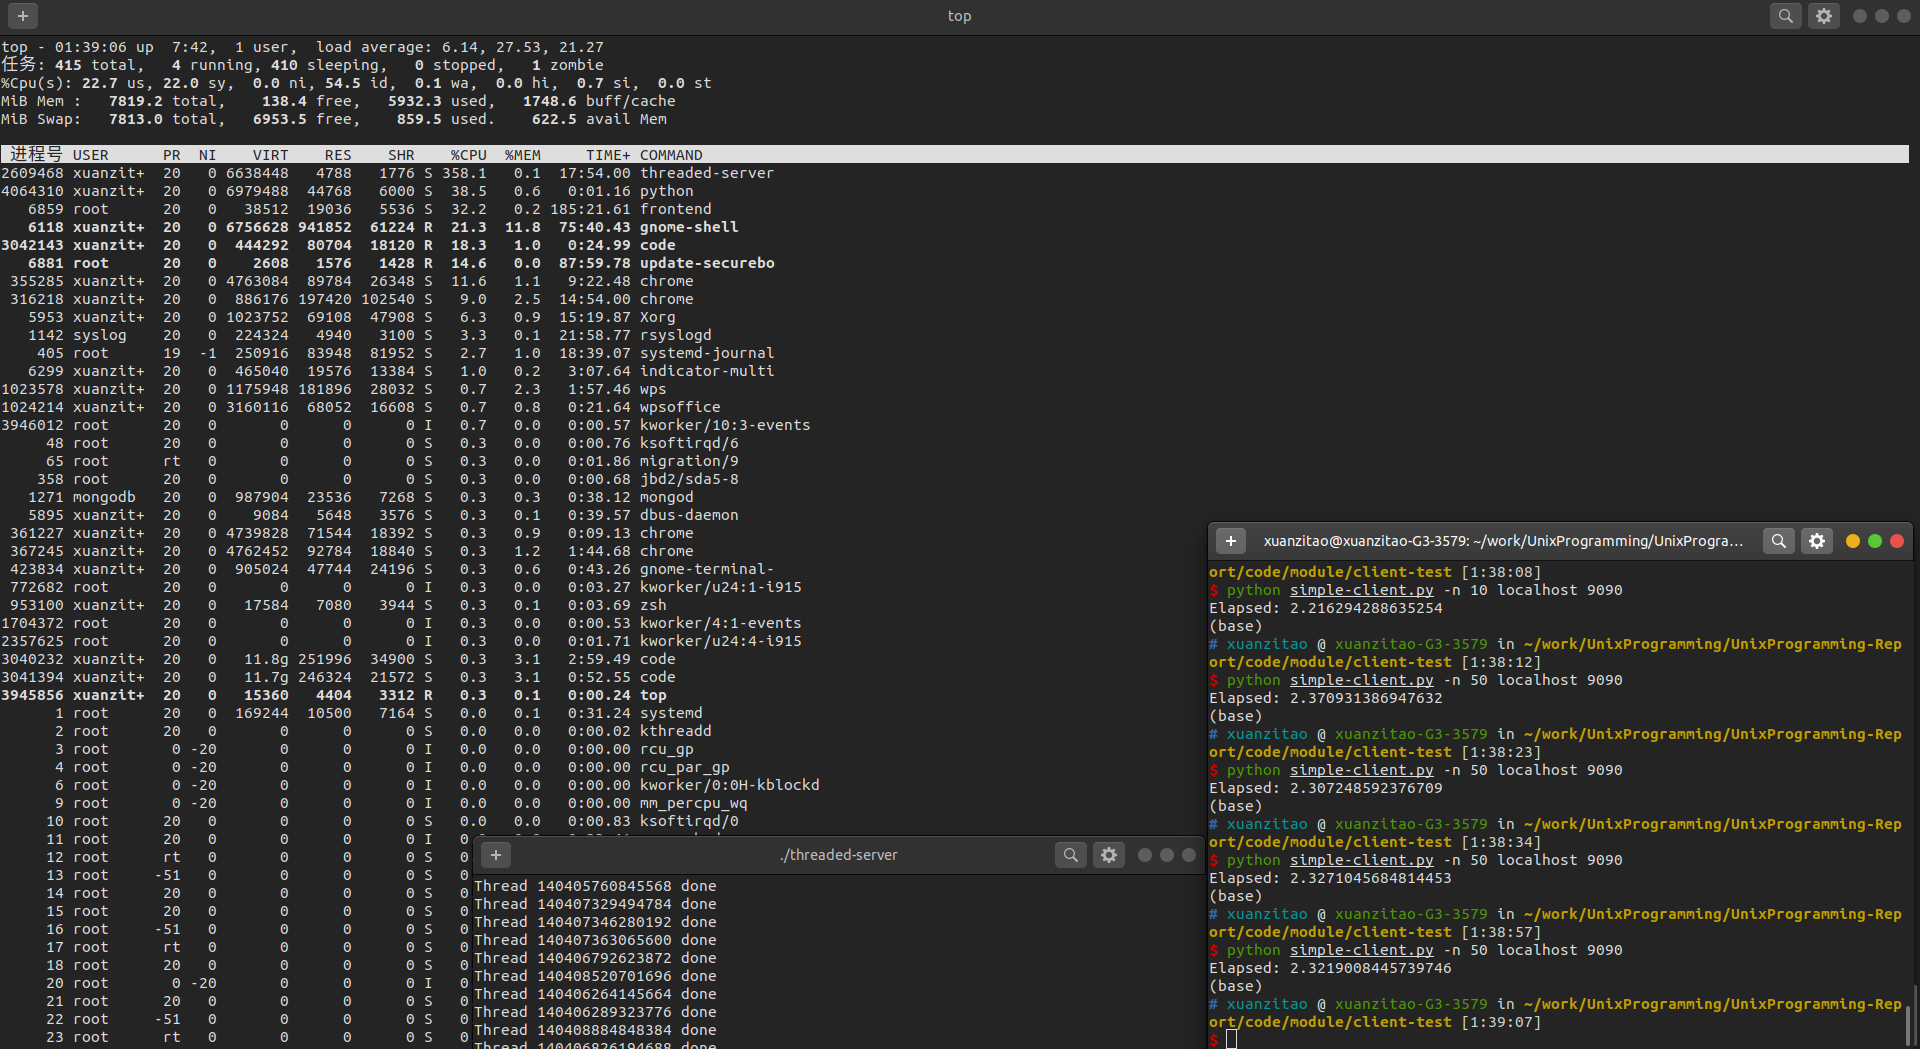 top
top - 01:39:06 up  7:42,  1 user,  load average: 6.14, 27.53, 21.27
任务: 415 total,   4 running, 410 sleeping,   0 stopped,   1 zombie
%Cpu(s): 22.7 us, 22.0 sy,  0.0 ni, 54.5 id,  0.1 wa,  0.0 hi,  0.7 si,  0.0 st
MiB Mem :   7819.2 total,    138.4 free,   5932.3 used,   1748.6 buff/cache
MiB Swap:   7813.0 total,   6953.5 free,    859.5 used.    622.5 avail Mem
进程号 USER      PR  NI    VIRT    RES    SHR    %CPU  %MEM     TIME+ COMMAND
2609468 xuanzit+  20   0 6638448   4788   1776 S 358.1   0.1  17:54.00 threaded-server
4064310 xuanzit+  20   0 6979488  44768   6000 S  38.5   0.6   0:01.16 python
6859 root      20   0   38512  19036   5536 S  32.2   0.2 185:21.61 frontend
6118 xuanzit+  20   0 6756628 941852  61224 R  21.3  11.8  75:40.43 gnome-shell
3042143 xuanzit+  20   0  444292  80704  18120 R  18.3   1.0   0:24.99 code
6881 root      20   0    2608   1576   1428 R  14.6   0.0  87:59.78 update-securebo
355285 xuanzit+  20   0 4763084  89784  26348 S  11.6   1.1   9:22.48 chrome
316218 xuanzit+  20   0  886176 197420 102540 S   9.0   2.5  14:54.00 chrome
5953 xuanzit+  20   0 1023752  69108  47908 S   6.3   0.9  15:19.87 Xorg
1142 syslog    20   0  224324   4940   3100 S   3.3   0.1  21:58.77 rsyslogd
405 root      19  -1  250916  83948  81952 S   2.7   1.0  18:39.07 systemd-journal
6299 xuanzit+  20   0  465040  19576  13384 S   1.0   0.2   3:07.64 indicator-multi
1023578 xuanzit+  20   0 1175948 181896  28032 S   0.7   2.3   1:57.46 wps
1024214 xuanzit+  20   0 3160116  68052  16608 S   0.7   0.8   0:21.64 wpsoffice
3946012 root      20   0       0      0      0 I   0.7   0.0   0:00.57 kworker/10:3-events
48 root      20   0       0      0      0 S   0.3   0.0   0:00.76 ksoftirqd/6
65 root      rt   0       0      0      0 S   0.3   0.0   0:01.86 migration/9
358 root      20   0       0      0      0 S   0.3   0.0   0:00.68 jbd2/sda5-8
1271 mongodb   20   0  987904  23536   7268 S   0.3   0.3   0:38.12 mongod
5895 xuanzit+  20   0    9084   5648   3576 S   0.3   0.1   0:39.57 dbus-daemon
361227 xuanzit+  20   0 4739828  71544  18392 S   0.3   0.9   0:09.13 chrome
367245 xuanzit+  20   0 4762452  92784  18840 S   0.3   1.2   1:44.68 chrome
423834 xuanzit+  20   0  905024  47744  24196 S   0.3   0.6   0:43.26 gnome-terminal-
772682 root      20   0       0      0      0 I   0.3   0.0   0:03.27 kworker/u24:1-i915
953100 xuanzit+  20   0   17584   7080   3944 S   0.3   0.1   0:03.69 zsh
1704372 root      20   0       0      0      0 I   0.3   0.0   0:00.53 kworker/4:1-events
2357625 root      20   0       0      0      0 I   0.3   0.0   0:01.71 kworker/u24:4-i915
3040232 xuanzit+  20   0   11.8g 251996  34900 S   0.3   3.1   2:59.49 code
3041394 xuanzit+  20   0   11.7g 246324  21572 S   0.3   3.1   0:52.55 code
3945856 xuanzit+  20   0   15360   4404   3312 R   0.3   0.1   0:00.24 top
1 root      20   0  169244  10500   7164 S   0.0   0.1   0:31.24 systemd
2 root      20   0       0      0      0 S   0.0   0.0   0:00.02 kthreadd
3 root       0 -20       0      0      0 I   0.0   0.0   0:00.00 rcu_gp
4 root       0 -20       0      0      0 I   0.0   0.0   0:00.00 rcu_par_gp
6 root       0 -20       0      0      0 I   0.0   0.0   0:00.00 kworker/0:0H-kblockd
9 root       0 -20       0      0      0 I   0.0   0.0   0:00.00 mm_percpu_wq
10 root      20   0       0      0      0 S   0.0   0.0   0:00.83 ksoftirqd/0
11 root      20   0       0      0      0 I   0
12 root      rt   0       0      0      0 S   0
13 root     -51   0       0      0      0 S   0
14 root      20   0       0      0      0 S   0
15 root      20   0       0      0      0 S   0
16 root     -51   0       0      0      0 S   0
17 root      rt   0       0      0      0 S   0
18 root      20   0       0      0      0 S   0
20 root       0 -20       0      0      0 I   0
21 root      20   0       0      0      0 S   0
22 root     -51   0       0      0      0 S   0
23 root      rt   0       0      0      0 S   0
./threaded-server
Thread 140405760845568 done
Thread 140407329494784 done
Thread 140407346280192 done
Thread 140407363065600 done
Thread 140406792623872 done
Thread 140408520701696 done
Thread 140406264145664 done
Thread 140406289323776 done
Thread 140408884848384 done
Thread 140406826194688 done
xuanzitao@xuanzitao-G3-3579: ~/work/UnixProgramming/UnixProgra...
ort/code/module/client-test [1:38:08]
$ python simple-client.py -n 10 localhost 9090
Elapsed: 2.216294288635254
(base)
# xuanzitao @ xuanzitao-G3-3579 in ~/work/UnixProgramming/UnixProgramming-Rep
ort/code/module/client-test [1:38:12]
$ python simple-client.py -n 50 localhost 9090
Elapsed: 2.370931386947632
(base)
# xuanzitao @ xuanzitao-G3-3579 in ~/work/UnixProgramming/UnixProgramming-Rep
ort/code/module/client-test [1:38:23]
$ python simple-client.py -n 50 localhost 9090
Elapsed: 2.307248592376709
(base)
# xuanzitao @ xuanzitao-G3-3579 in ~/work/UnixProgramming/UnixProgramming-Rep
ort/code/module/client-test [1:38:34]
$ python simple-client.py -n 50 localhost 9090
Elapsed: 2.3271045684814453
(base)
# xuanzitao @ xuanzitao-G3-3579 in ~/work/UnixProgramming/UnixProgramming-Rep
ort/code/module/client-test [1:38:57]
$ python simple-client.py -n 50 localhost 9090
Elapsed: 2.3219008445739746
(base)
# xuanzitao @ xuanzitao-G3-3579 in ~/work/UnixProgramming/UnixProgramming-Rep
ort/code/module/client-test [1:39:07]
$